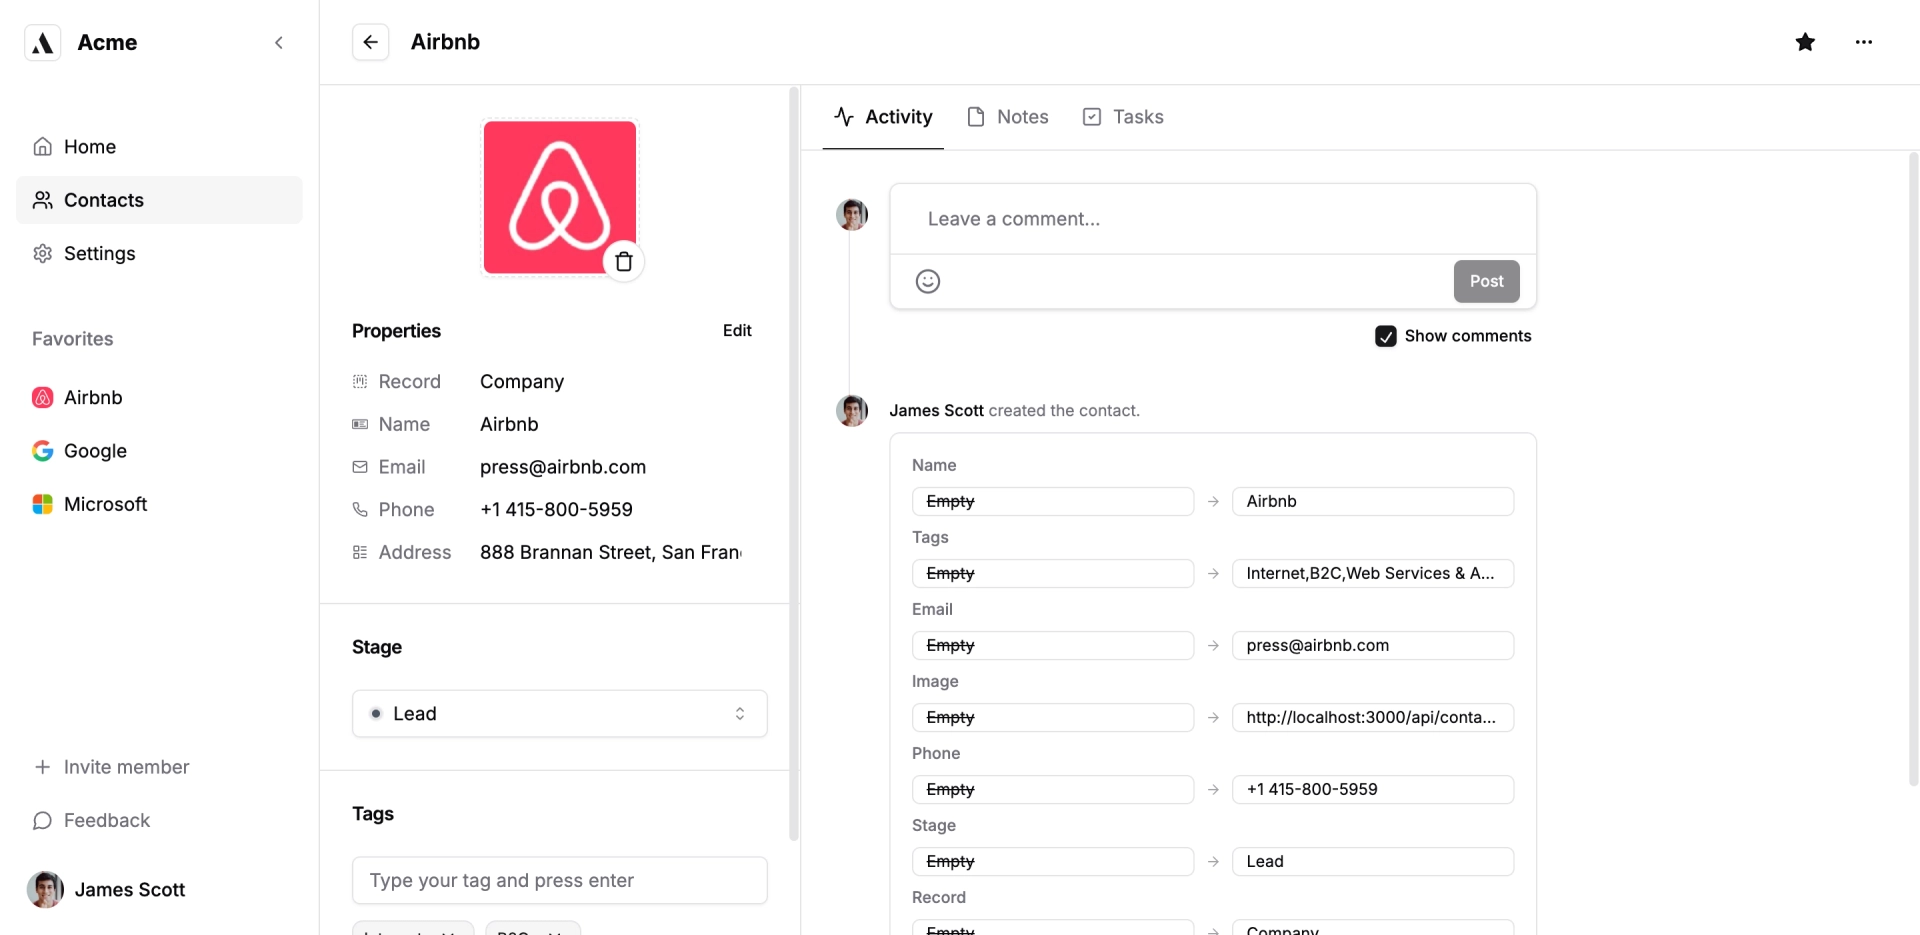 Acme
Home
Contacts
Settings
Favorites
Airbnb
Google
Microsoft
Invite member
Feedback
James Scott
Airbnb
Properties
Edit
Record Company
Name Airbnb
Email press@airbnb.com
Phone +1 415-800-5959
Address 888 Brannan Street, San Fran
Stage
Lead
Tags
Type your tag and press enter
B2C
Activity Notes Tasks
Leave a comment...
Post
Show comments
James Scott created the contact.
Name
Empty → Airbnb
Tags
Empty → Internet,B2C,Web Services & A...
Email
Empty → press@airbnb.com
Image
Empty → http://localhost:3000/api/conta...
Phone
Empty → +1 415-800-5959
Stage
Empty → Lead
Record
Empty → Company